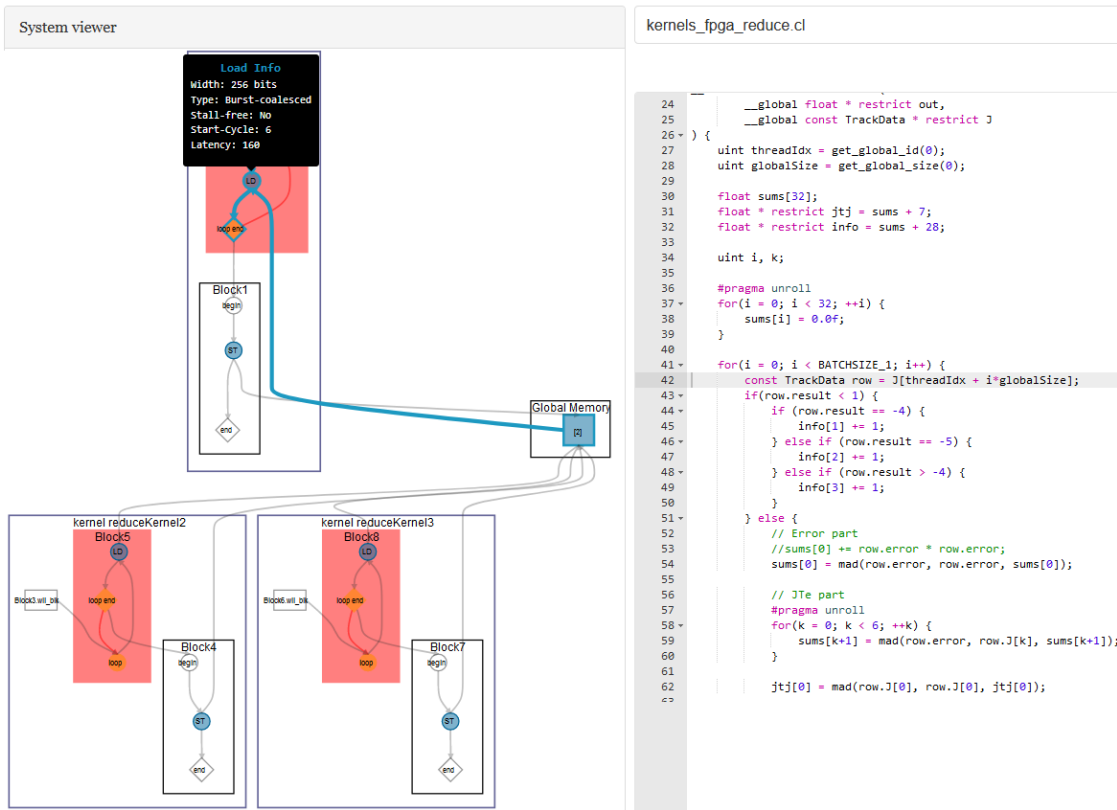 System viewer
Load Info
Width: 256 bits
Type: Burst-coalesced
Stall-free: No
Start-Cycle: 6
Latency: 160
LD
loop end
Block1
begin
ST
end
Global Memory
[2]
kernel reduceKernel2
Block5
LD
loop end
Block3.wii_blk
loop
Block4
begin
ST
end
kernel reduceKernel3
Block8
LD
loop end
Block6.wii_blk
loop
Block7
begin
ST
end
kernels_fpga_reduce.cl
24 __global float * restrict out,
25 __global const TrackData * restrict J
26 ) {
27 uint threadIdx = get_global_id(0);
28 uint globalSize = get_global_size(0);
29
30 float sums[32];
31 float * restrict jtj = sums + 7;
32 float * restrict info = sums + 28;
33
34 uint i, k;
35
36 #pragma unroll
37 for(i = 0; i < 32; ++i) {
38 sums[i] = 0.0f;
39 }
40
41 for(i = 0; i < BATCHSIZE_1; i++) {
42 const TrackData row = J[threadIdx + i*globalSize];
43 if(row.result < 1) {
44 if (row.result == -4) {
45 info[1] += 1;
46 } else if (row.result == -5) {
47 info[2] += 1;
48 } else if (row.result > -4) {
49 info[3] += 1;
50 }
51 } else {
52 // Error part
53 //sums[0] += row.error * row.error;
54 sums[0] = mad(row.error, row.error, sums[0]);
55
56 // JTe part
57 #pragma unroll
58 for(k = 0; k < 6; ++k) {
59 sums[k+1] = mad(row.error, row.J[k], sums[k+1]);
60 }
61
62 jtj[0] = mad(row.J[0], row.J[0], jtj[0]);